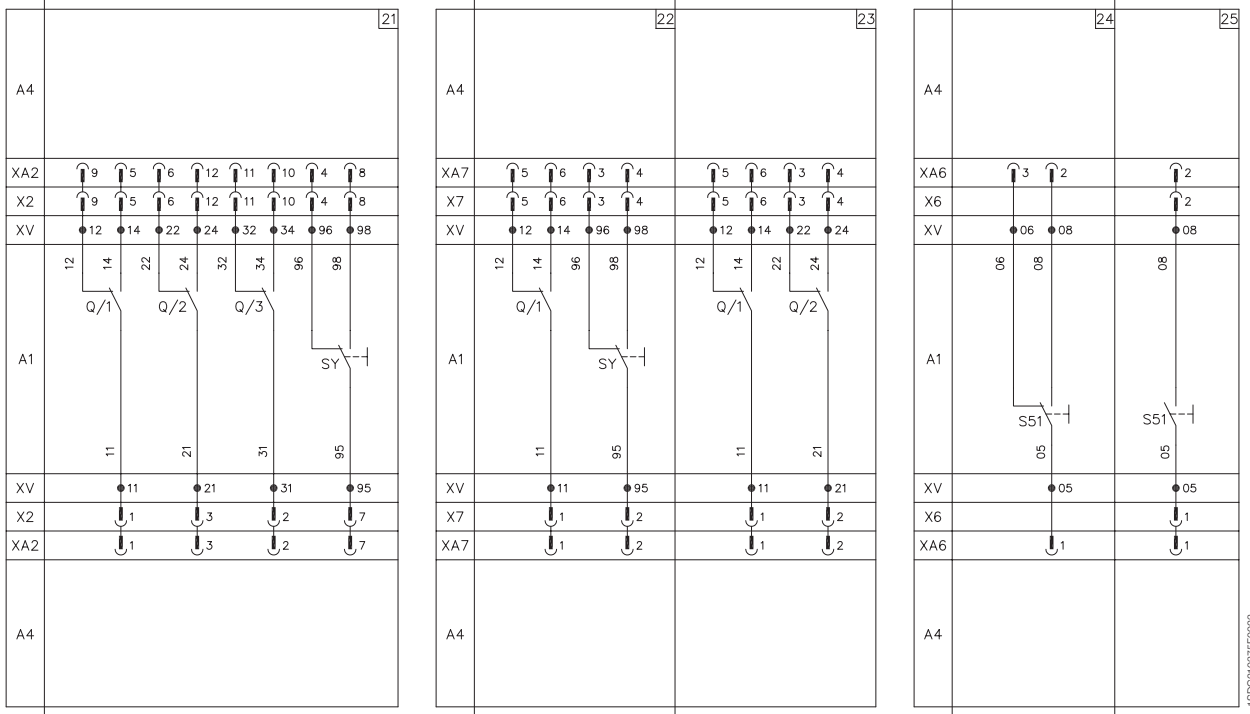 21 22 23 24 25
A4 A4 A4
XA2 9 5 6 12 11 10 4 8 XA7 5 6 3 4 5 6 3 4 XA6 3 2 2
X2 9 5 6 12 11 10 4 8 X7 5 6 3 4 5 6 3 4 X6 2
XV 12 14 22 24 32 34 96 98 XV 12 14 96 98 12 14 22 24 XV 06 08 08
12 14 22 24 32 34 96 98 12 14 96 98 12 14 22 24 06 08 08
Q/1 Q/2 Q/3 Q/1 Q/1 Q/2
A1 SY A1 SY A1
S51 S51
11 21 31 95 11 95 11 21 05 05
XV 11 21 31 95 XV 11 95 11 21 XV 05 05
X2 1 3 2 7 X7 1 2 1 2 X6 1
XA2 1 3 2 7 XA7 1 2 1 2 XA6 1 1
A4 A4 A4